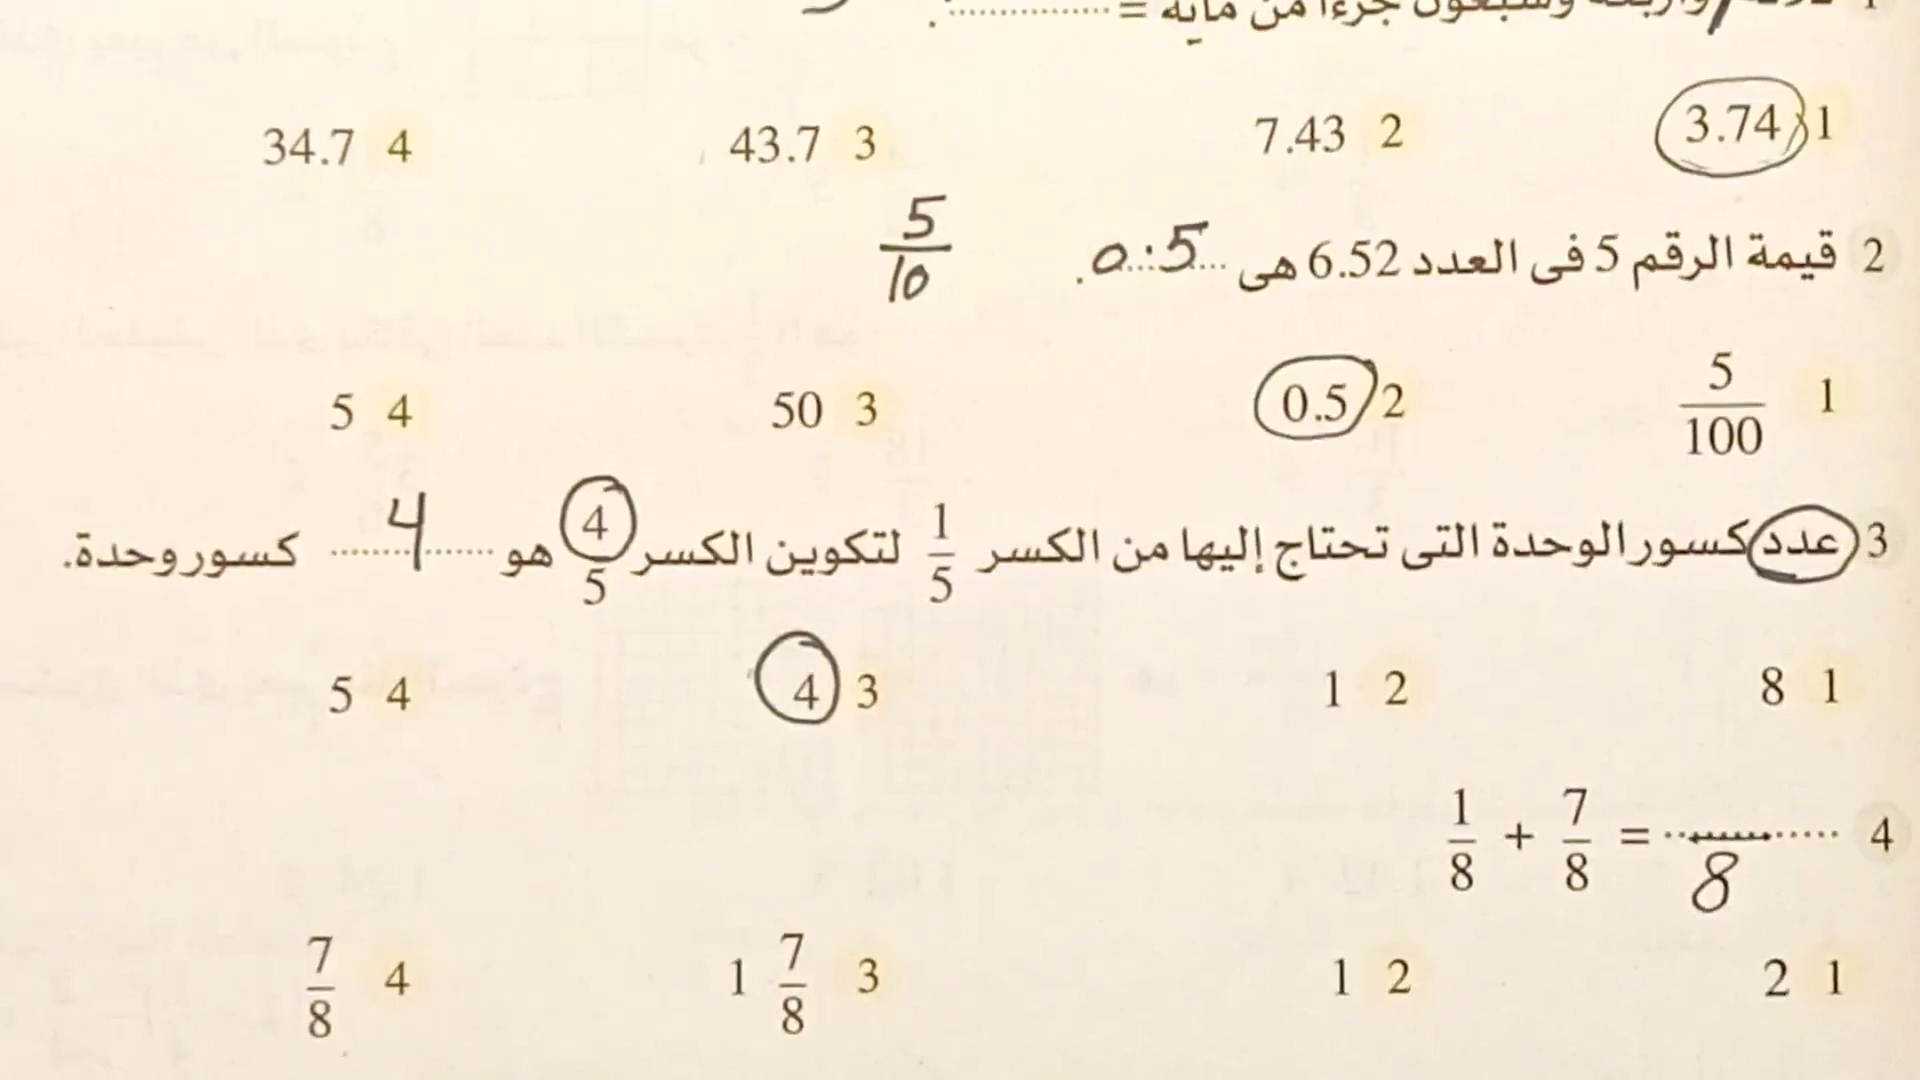 وأربعة وسبعون جزءًا من مائة = .............
1 3.74 2 7.43 3 43.7 4 34.7
2 قيمة الرقم 5 فى العدد 6.52 هى 0.5 . 5/10
1 5/100 2 0.5 3 50 4 5
3 عدد كسور الوحدة التى تحتاج إليها من الكسر 1/5 لتكوين الكسر 4/5 هو 4 كسور وحدة.
1 8 2 1 3 4 4 5
4 1/8 + 7/8 = ........ /8
1 2 2 1 3 1 7/8 4 7/8